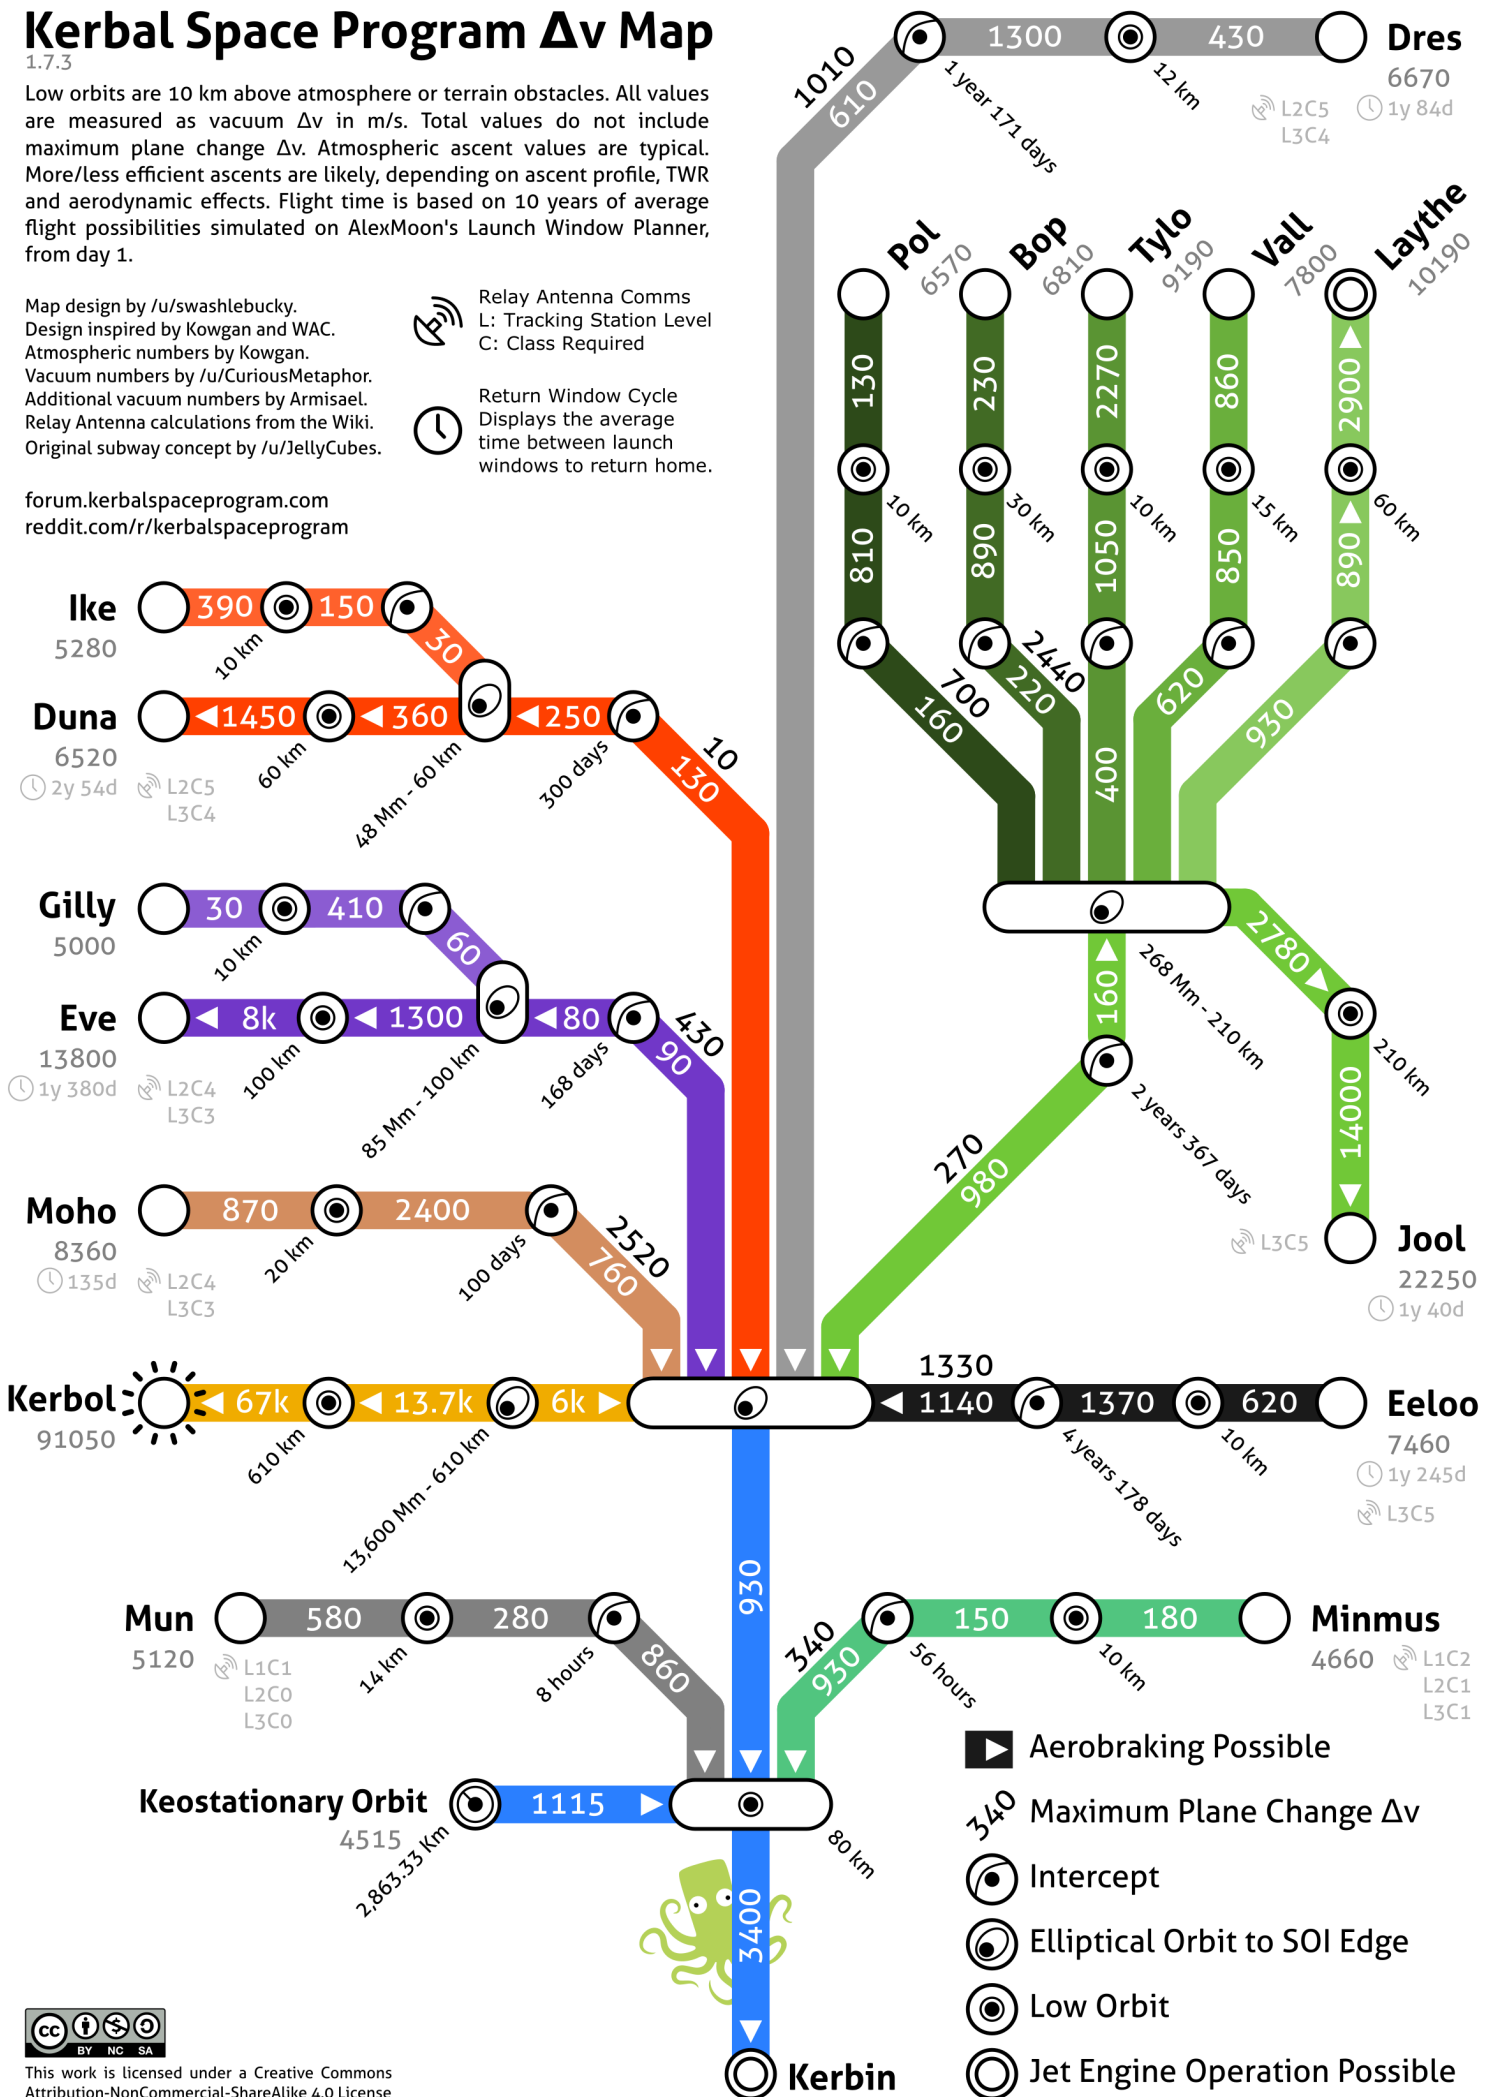 Kerbal Space Program Δv Map
1.7.3
Low orbits are 10 km above atmosphere or terrain obstacles. All values
are measured as vacuum Δv in m/s. Total values do not include
maximum plane change Δv. Atmospheric ascent values are typical.
More/less efficient ascents are likely, depending on ascent profile, TWR
and aerodynamic effects. Flight time is based on 10 years of average
flight possibilities simulated on AlexMoon's Launch Window Planner,
from day 1.
Map design by /u/swashlebucky.
Design inspired by Kowgan and WAC.
Atmospheric numbers by Kowgan.
Vacuum numbers by /u/CuriousMetaphor.
Additional vacuum numbers by Armisael.
Relay Antenna calculations from the Wiki.
Original subway concept by /u/JellyCubes.
forum.kerbalspaceprogram.com
reddit.com/r/kerbalspaceprogram
Relay Antenna Comms
L: Tracking Station Level
C: Class Required
Return Window Cycle
Displays the average
time between launch
windows to return home.
1010
610
1 year 171 days
1300
12 km
430
Dres
6670
L2C5
L3C4
1y 84d
Pol
6570
Bop
6810
Tylo
9190
Vall
7800
Laythe
10190
130
230
2270
860
2900
10 km
30 km
10 km
15 km
60 km
810
890
1050
850
890
700
160
2440
220
400
620
930
268 Mm - 210 km
160
2780
210 km
14000
2 years 367 days
270
980
L3C5
Jool
22250
1y 40d
Ike
5280
390
10 km
150
30
Duna
6520
2y 54d
L2C5
L3C4
1450
60 km
360
48 Mm - 60 km
250
300 days
10
130
Gilly
5000
30
10 km
410
60
Eve
13800
1y 380d
L2C4
L3C3
8k
100 km
1300
85 Mm - 100 km
80
168 days
430
90
Moho
8360
135d
L2C4
L3C3
870
20 km
2400
100 days
2520
760
Kerbol
91050
67k
610 km
13.7k
13,600 Mm - 610 km
6k
1330
1140
4 years 178 days
1370
10 km
620
Eeloo
7460
1y 245d
L3C5
930
Mun
5120
L1C1
L2C0
L3C0
580
14 km
280
8 hours
860
340
930
56 hours
150
10 km
180
Minmus
4660
L1C2
L2C1
L3C1
Keostationary Orbit
4515
2,863.33 Km
1115
80 km
3400
Kerbin
Aerobraking Possible
340
Maximum Plane Change Δv
Intercept
Elliptical Orbit to SOI Edge
Low Orbit
Jet Engine Operation Possible
cc
BY NC SA
This work is licensed under a Creative Commons
Attribution-NonCommercial-ShareAlike 4.0 License